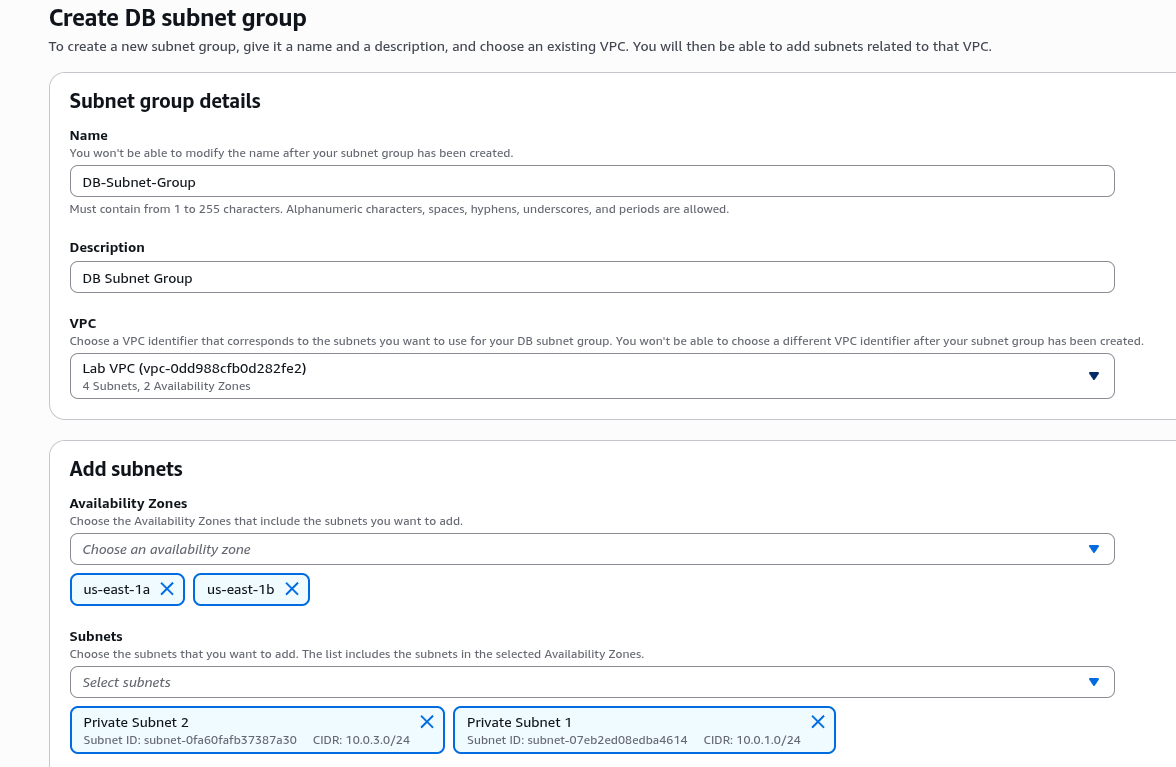 Create DB subnet group
To create a new subnet group, give it a name and a description, and choose an existing VPC. You will then be able to add subnets related to that VPC.
Subnet group details
Name
You won't be able to modify the name after your subnet group has been created.
DB-Subnet-Group
Must contain from 1 to 255 characters. Alphanumeric characters, spaces, hyphens, underscores, and periods are allowed.
Description
DB Subnet Group
VPC
Choose a VPC identifier that corresponds to the subnets you want to use for your DB subnet group. You won't be able to choose a different VPC identifier after your subnet group has been created.
Lab VPC (vpc-0dd988cfb0d282fe2)
4 Subnets, 2 Availability Zones
Add subnets
Availability Zones
Choose the Availability Zones that include the subnets you want to add.
Choose an availability zone
us-east-1a us-east-1b
Subnets
Choose the subnets that you want to add. The list includes the subnets in the selected Availability Zones.
Select subnets
Private Subnet 2
Subnet ID: subnet-0fa60fafb37387a30 CIDR: 10.0.3.0/24
Private Subnet 1
Subnet ID: subnet-07eb2ed08edba4614 CIDR: 10.0.1.0/24